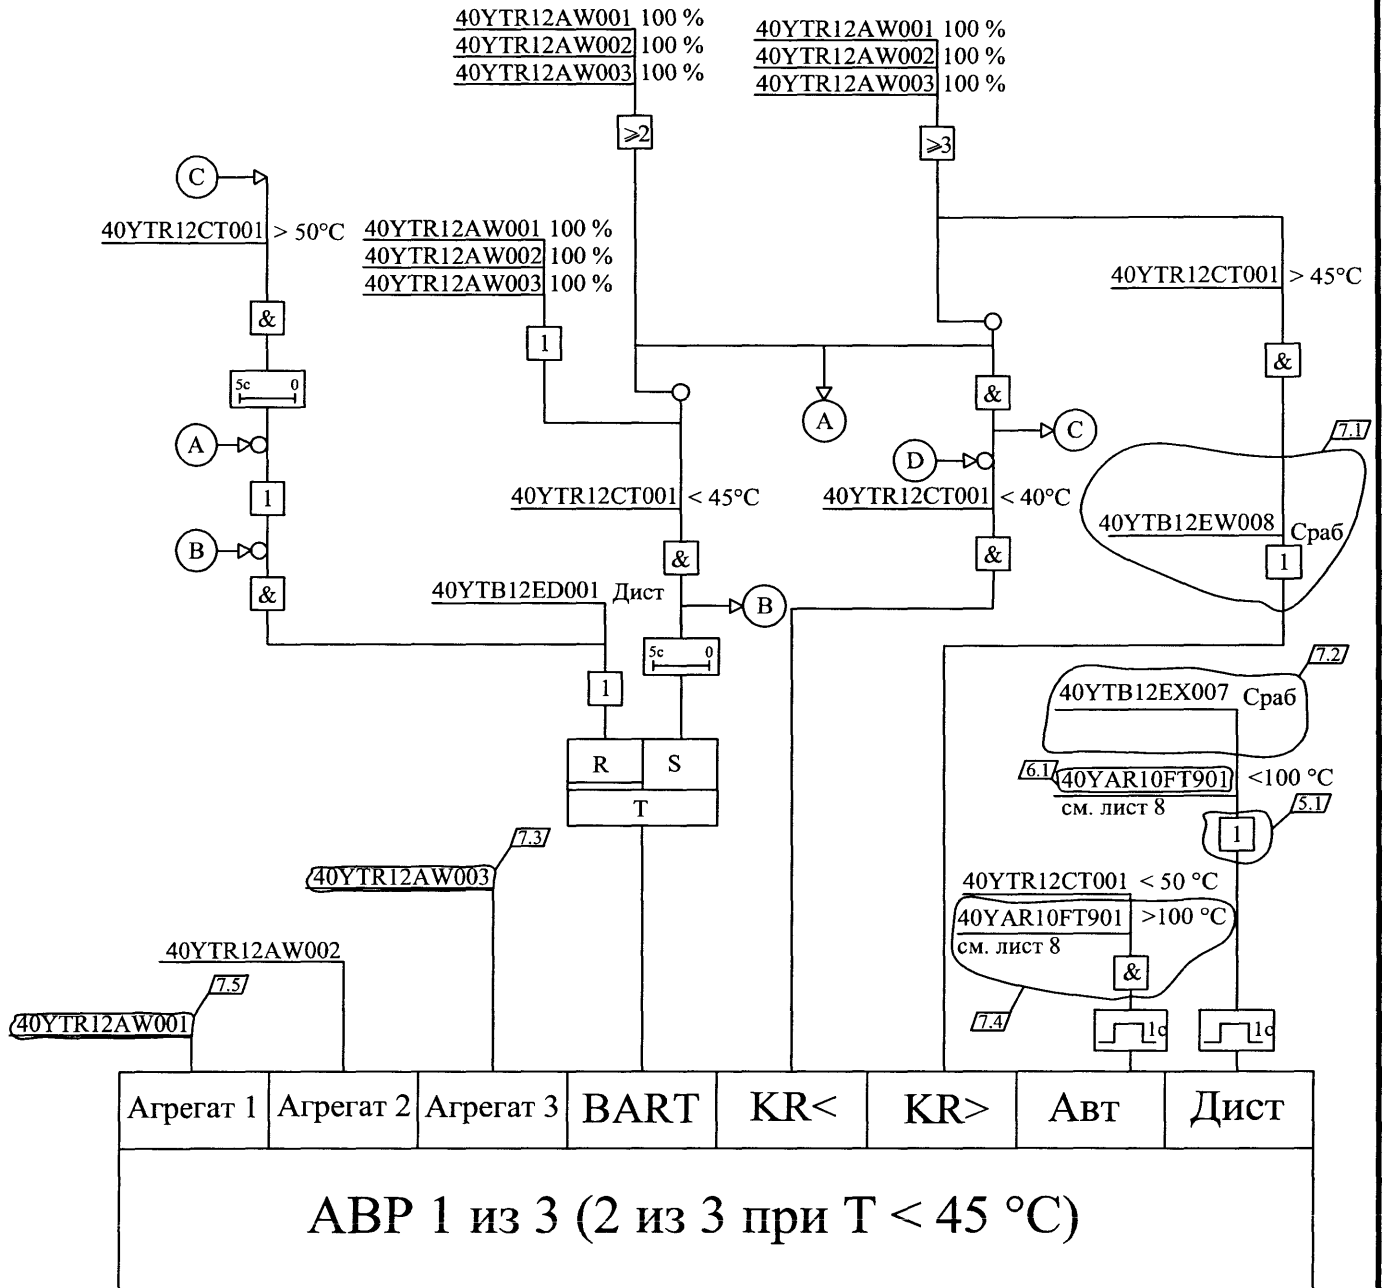 40YTR12AW001 100 %
40YTR12AW002 100 %
40YTR12AW003 100 %
40YTR12AW001 100 %
40YTR12AW002 100 %
40YTR12AW003 100 %
⩾2
⩾3
C
40YTR12CT001 > 50°C
40YTR12AW001 100 %
40YTR12AW002 100 %
40YTR12AW003 100 %
40YTR12CT001 > 45°C
&
1
&
5с 0
&
A
C
7.1
A
D
40YTR12CT001 < 45°C
40YTR12CT001 < 40°C
1
40YTB12EW008 Сраб
B
&
&
1
&
40YTB12ED001 Дист
B
5с 0
7.2
1
40YTB12EX007 Сраб
R S
T
6.1
40YAR10FT901 <100 °C
см. лист 8
5.1
1
7.3
40YTR12AW003
40YTR12CT001 < 50 °C
40YAR10FT901 >100 °C
см. лист 8
40YTR12AW002
&
7.5
40YTR12AW001
7.4
1с
1с
Агрегат 1
Агрегат 2
Агрегат 3
BART
KR<
KR>
Авт
Дист
АВР 1 из 3 (2 из 3 при Т < 45 °C)